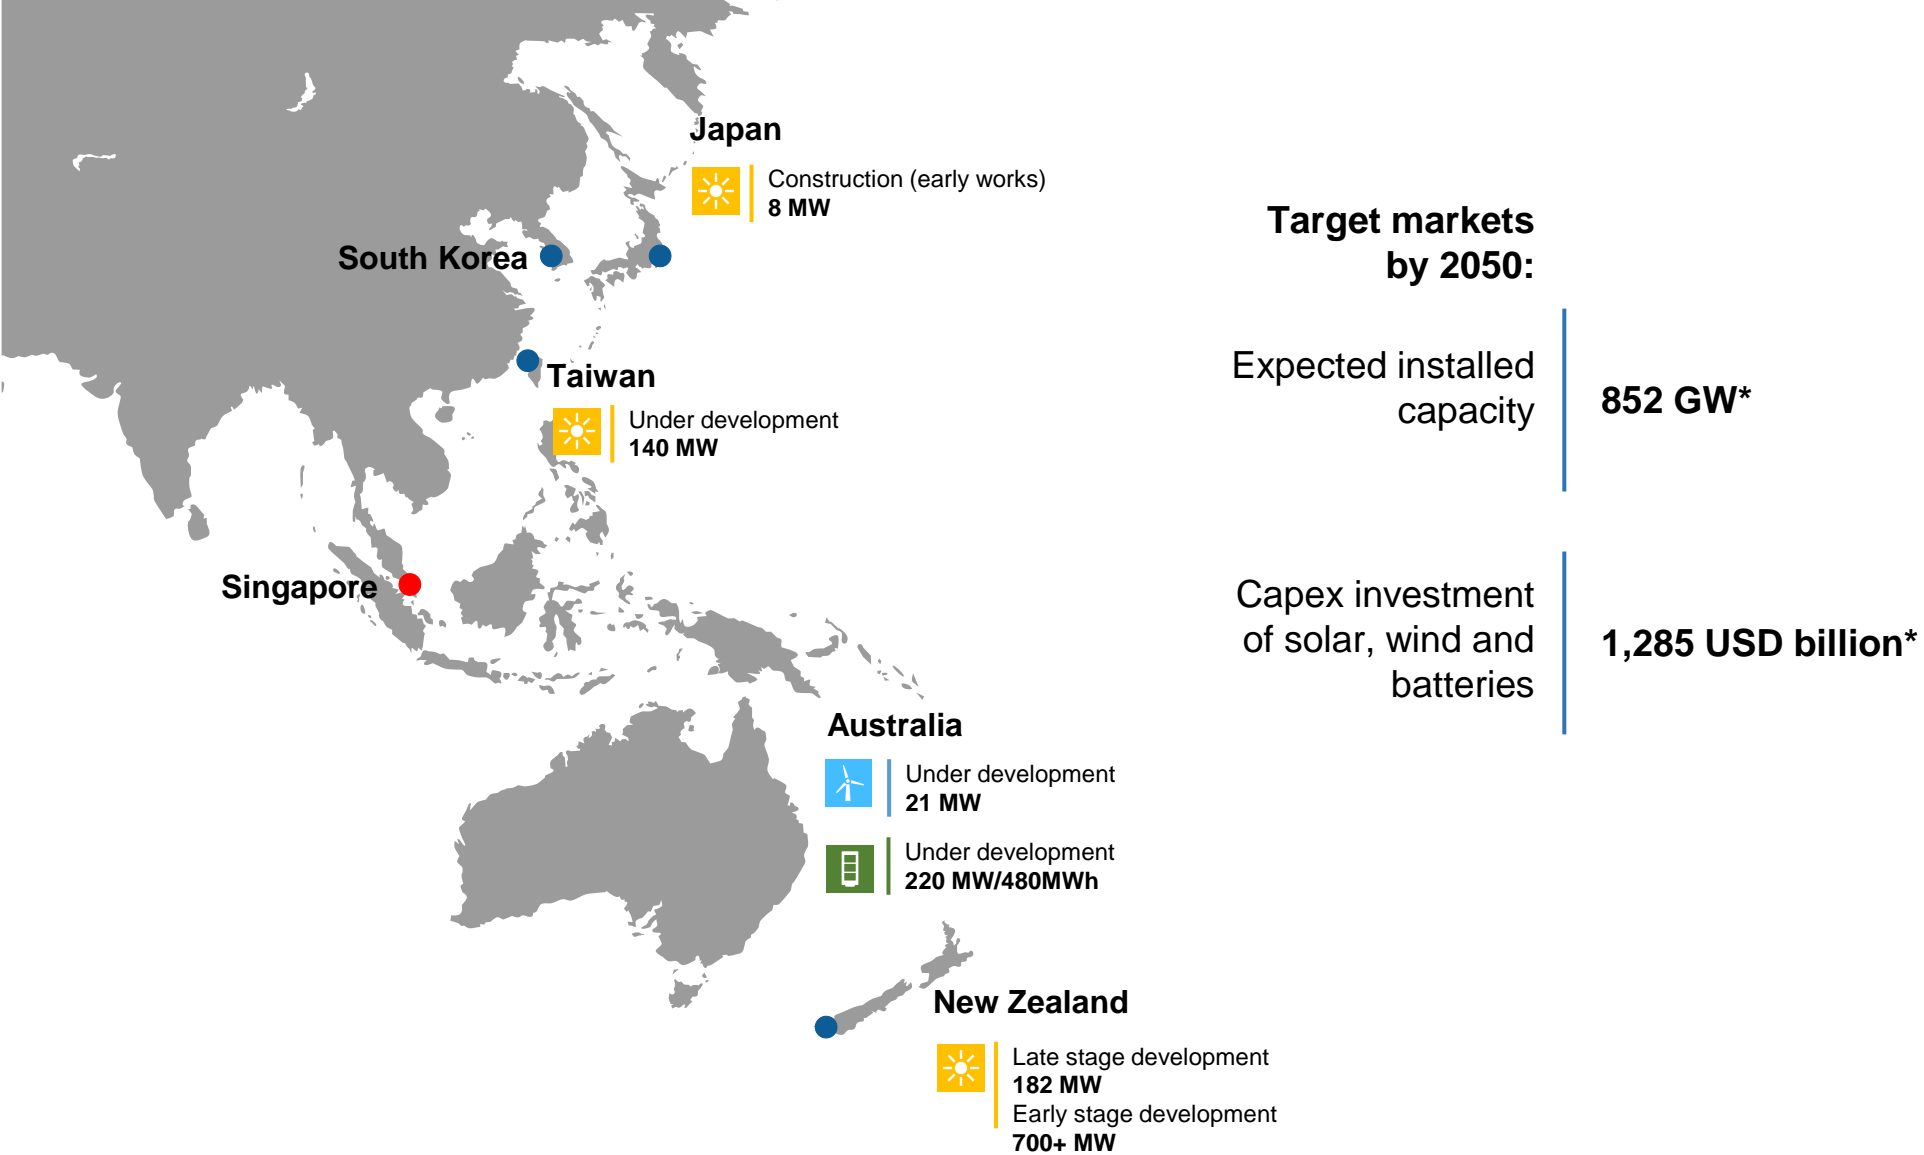 Japan
Construction (early works)
8 MW
South Korea
Taiwan
Under development
140 MW
Singapore
Australia
Under development
21 MW
Under development
220 MW/480MWh
New Zealand
Late stage development
182 MW
Early stage development
700+ MW
Target markets
by 2050:
Expected installed
capacity
852 GW*
Capex investment
of solar, wind and
batteries
1,285 USD billion*